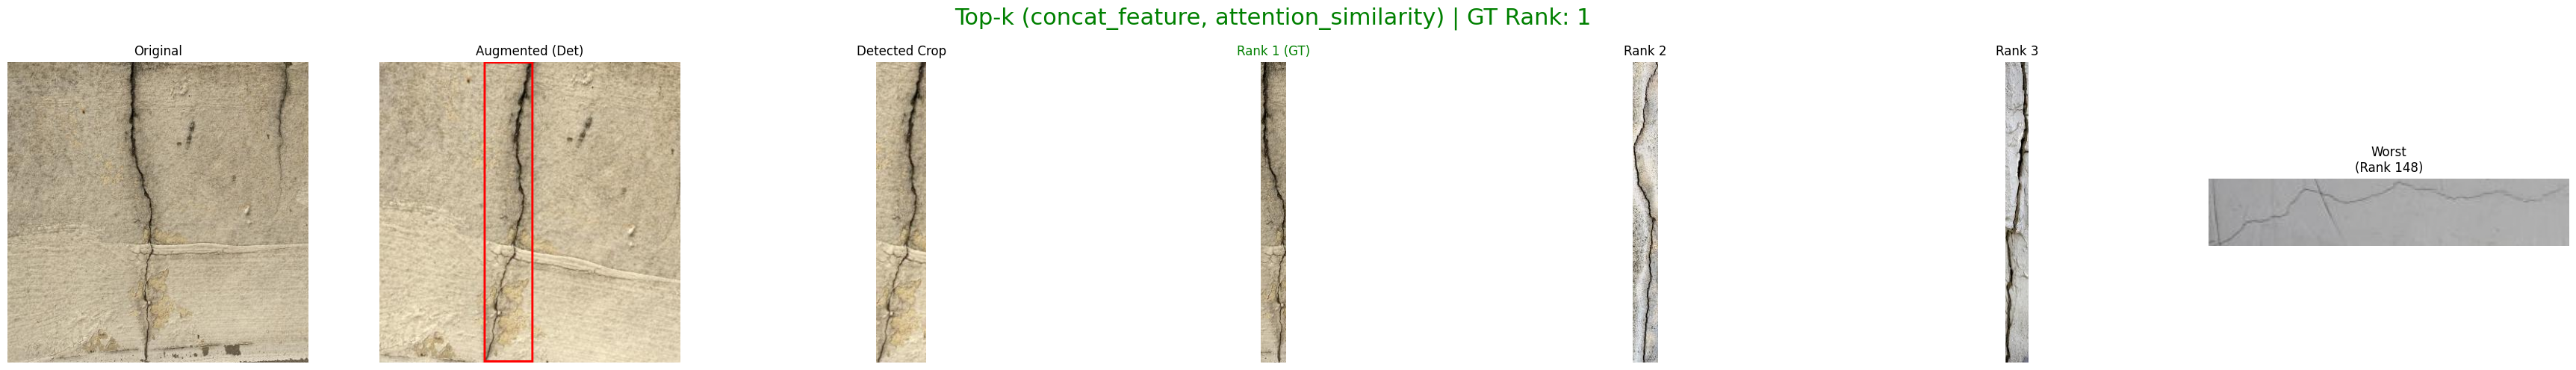 Top-k (concat_feature, attention_similarity) | GT Rank: 1
Original
Augmented (Det)
Detected Crop
Rank 1 (GT)
Rank 2
Rank 3
Worst
(Rank 148)